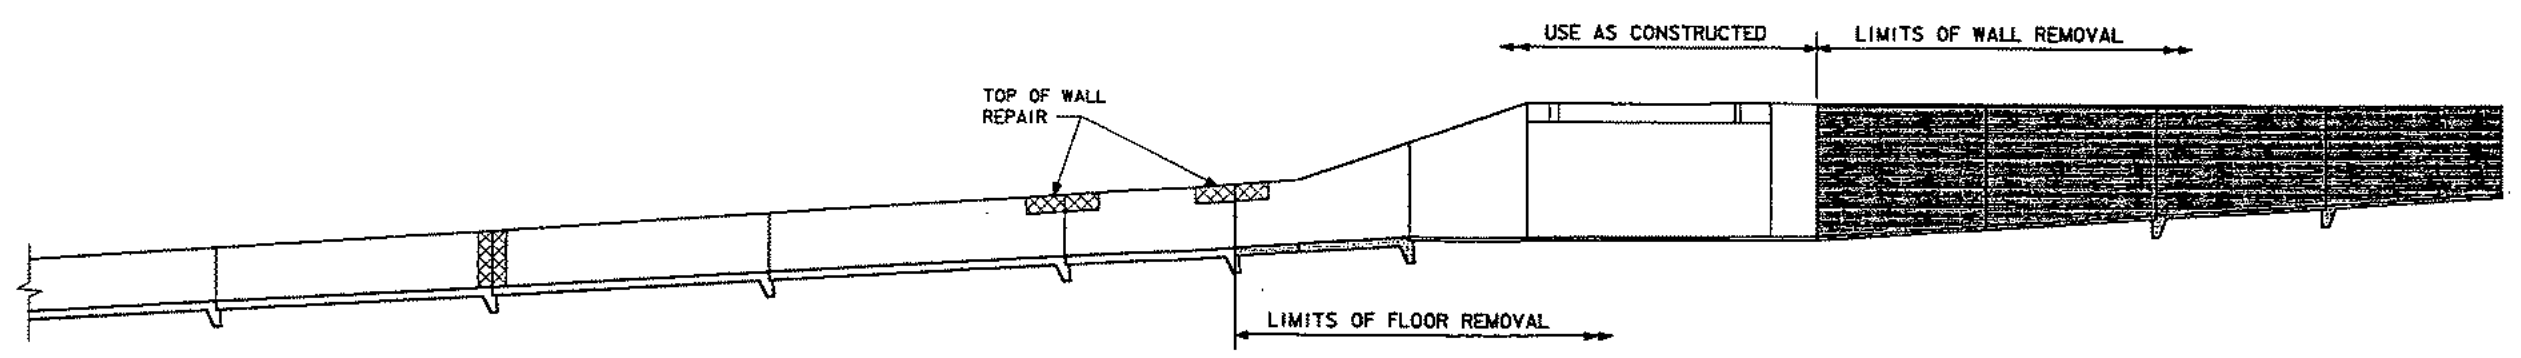 USE AS CONSTRUCTED
LIMITS OF WALL REMOVAL
TOP OF WALL
REPAIR
LIMITS OF FLOOR REMOVAL